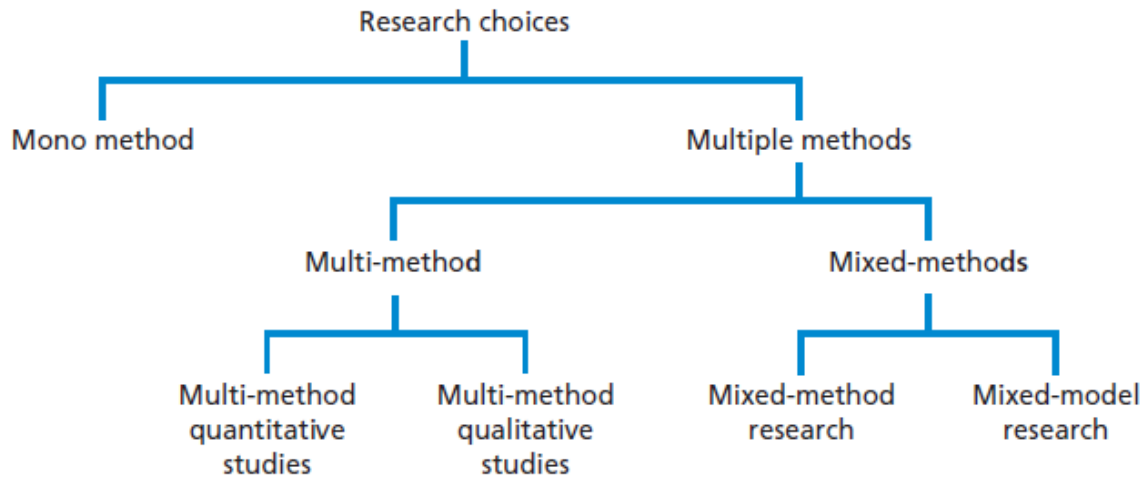 Research choices
Mono method
Multiple methods
Multi-method
Mixed-methods
Multi-method
quantitative
studies
Multi-method
qualitative
studies
Mixed-method
research
Mixed-model
research